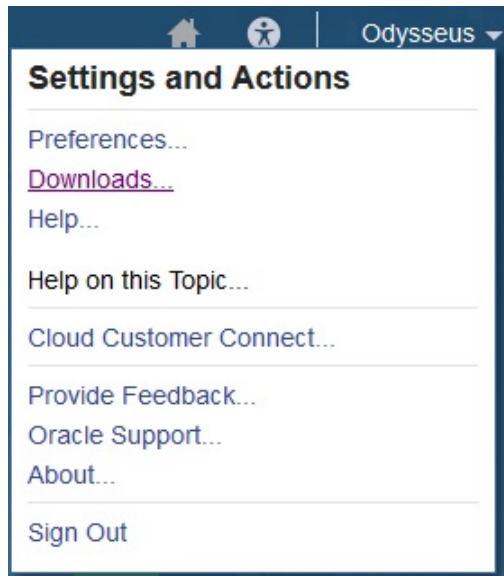 Odysseus
Settings and Actions
Preferences...
Downloads...
Help...
Help on this Topic...
Cloud Customer Connect...
Provide Feedback...
Oracle Support...
About...
Sign Out